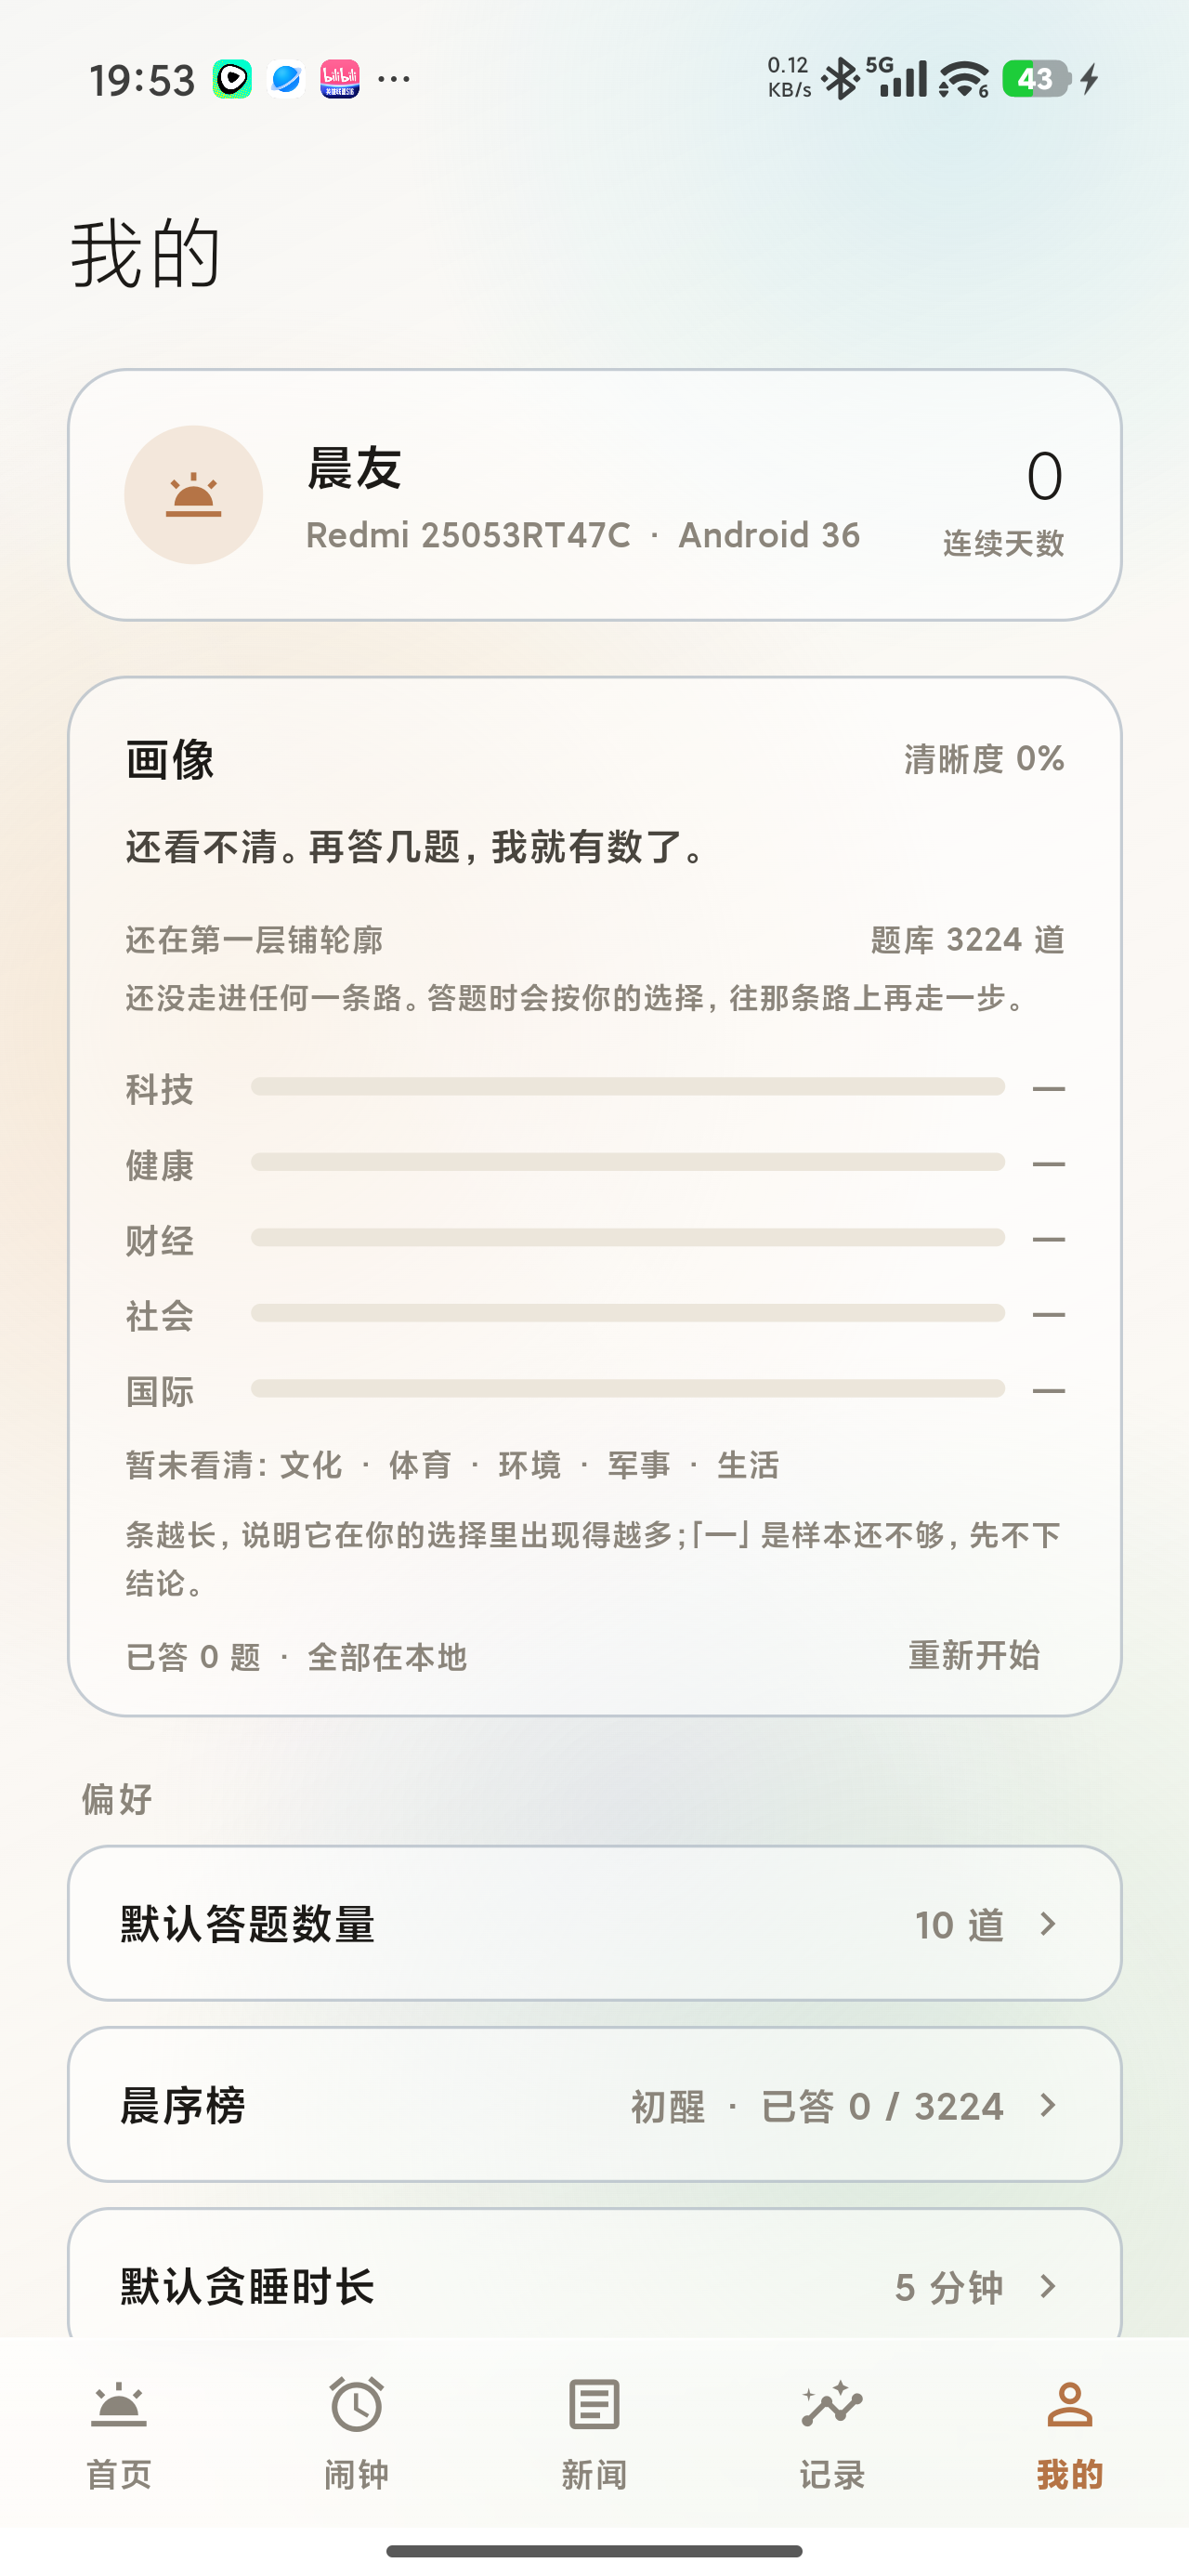 19:53
bilibili
...
0.12 KB/s
5G
6
43
我的
晨友
Redmi 25053RT47C · Android 36
0
连续天数
画像
清晰度 0%
还看不清。再答几题，我就有数了。
还在第一层铺轮廓
题库 3224 道
还没走进任何一条路。答题时会按你的选择，往那条路上再走一步。
科技 —
健康 —
财经 —
社会 —
国际 —
暂未看清：文化 · 体育 · 环境 · 军事 · 生活
条越长，说明它在你的选择里出现得越多；「—」是样本还不够，先不下
结论。
已答 0 题 · 全部在本地
重新开始
偏好
默认答题数量
10 道
晨序榜
初醒 · 已答 0 / 3224
默认贪睡时长
5 分钟
首页
闹钟
新闻
记录
我的